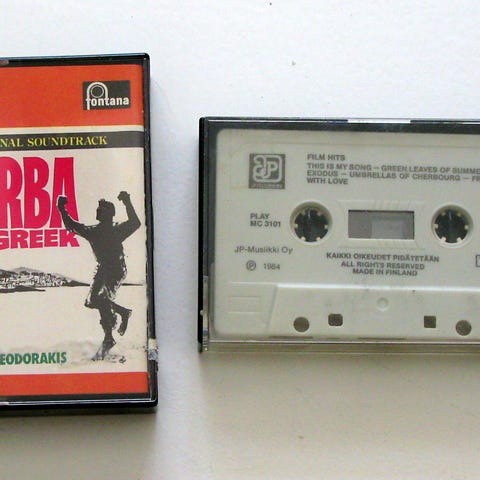 fontana
NAL SOUNDTRACK
RBA
GREEK
EODORAKIS
JP
FILM HITS
THIS IS MY SONG – GREEN LEAVES OF SUMME
EXODUS – UMBRELLAS OF CHERBOURG – F
WITH LOVE
PLAY
MC 3101
JP-Musiikki Oy
℗ 1984
KAIKKI OIKEUDET PIDÄTETÄÄN
ALL RIGHTS RESERVED
MADE IN FINLAND